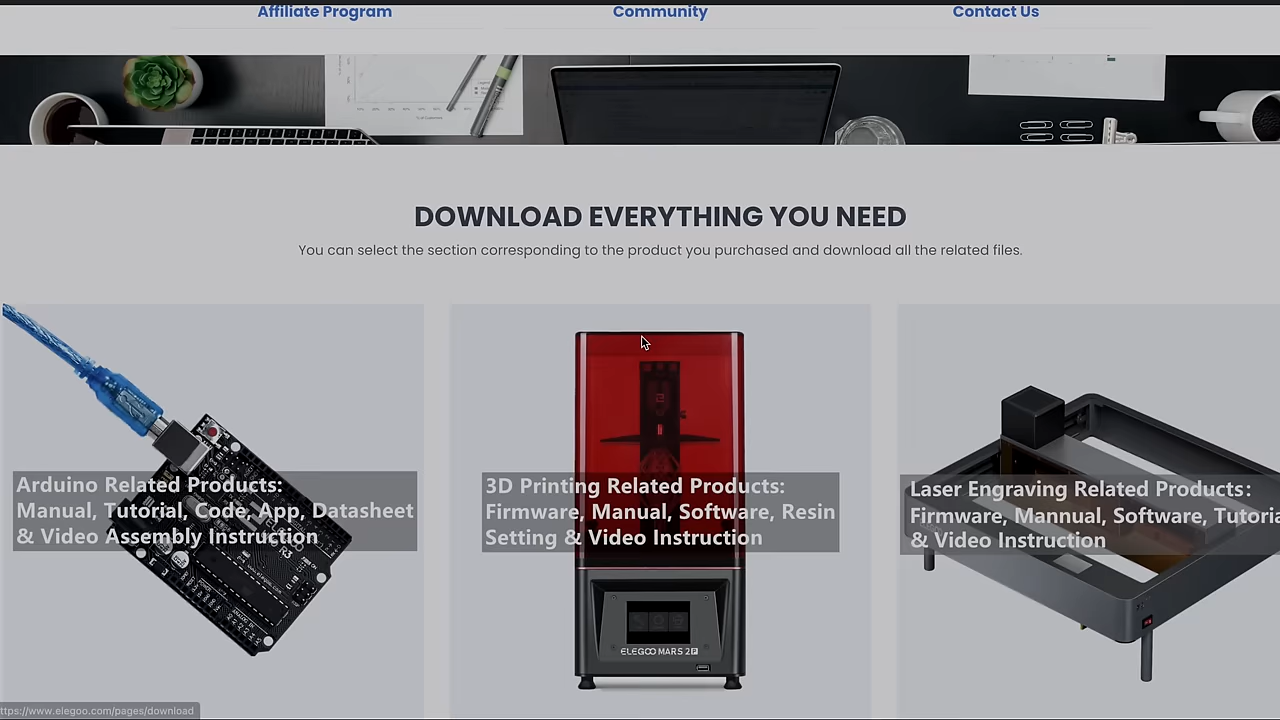 Affiliate Program
Community
Contact Us
DOWNLOAD EVERYTHING YOU NEED
You can select the section corresponding to the product you purchased and download all the related files.
Arduino Related Products:
Manual, Tutorial, Code, App, Datasheet
& Video Assembly Instruction
3D Printing Related Products:
Firmware, Manual, Software, Resin
Setting & Video Instruction
Laser Engraving Related Products:
Firmware, Mannual, Software, Tutoria
& Video Instruction
ELEGOO MARS 2P
ttps://www.elegoo.com/pages/download